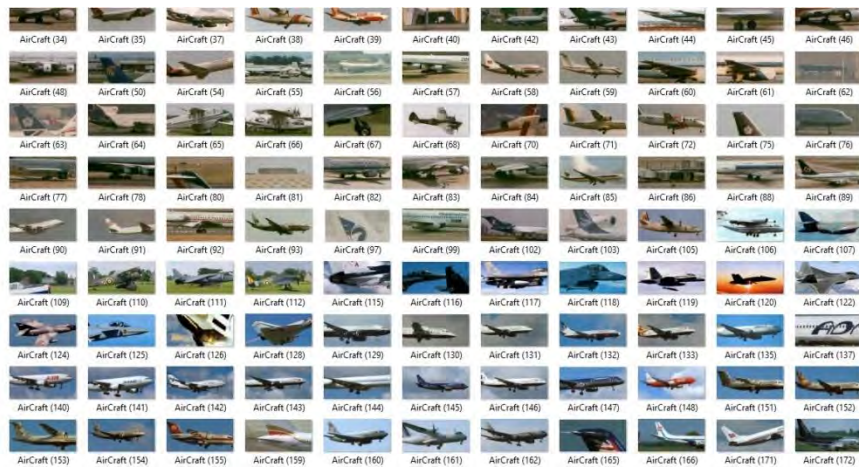 AirCraft (34) AirCraft (35) AirCraft (37) AirCraft (38) AirCraft (39) AirCraft (40) AirCraft (42) AirCraft (43) AirCraft (44) AirCraft (45) AirCraft (46)
AirCraft (48) AirCraft (50) AirCraft (54) AirCraft (55) AirCraft (56) AirCraft (57) AirCraft (58) AirCraft (59) AirCraft (60) AirCraft (61) AirCraft (62)
AirCraft (63) AirCraft (64) AirCraft (65) AirCraft (66) AirCraft (67) AirCraft (68) AirCraft (70) AirCraft (71) AirCraft (72) AirCraft (75) AirCraft (76)
AirCraft (77) AirCraft (78) AirCraft (80) AirCraft (81) AirCraft (82) AirCraft (83) AirCraft (84) AirCraft (85) AirCraft (86) AirCraft (88) AirCraft (89)
AirCraft (90) AirCraft (91) AirCraft (92) AirCraft (93) AirCraft (97) AirCraft (99) AirCraft (102) AirCraft (103) AirCraft (105) AirCraft (106) AirCraft (107)
AirCraft (109) AirCraft (110) AirCraft (111) AirCraft (112) AirCraft (115) AirCraft (116) AirCraft (117) AirCraft (118) AirCraft (119) AirCraft (120) AirCraft (122)
AirCraft (124) AirCraft (125) AirCraft (126) AirCraft (128) AirCraft (129) AirCraft (130) AirCraft (131) AirCraft (132) AirCraft (133) AirCraft (135) AirCraft (137)
AirCraft (140) AirCraft (141) AirCraft (142) AirCraft (143) AirCraft (144) AirCraft (145) AirCraft (146) AirCraft (147) AirCraft (148) AirCraft (151) AirCraft (152)
AirCraft (153) AirCraft (154) AirCraft (155) AirCraft (159) AirCraft (160) AirCraft (161) AirCraft (162) AirCraft (165) AirCraft (166) AirCraft (171) AirCraft (172)